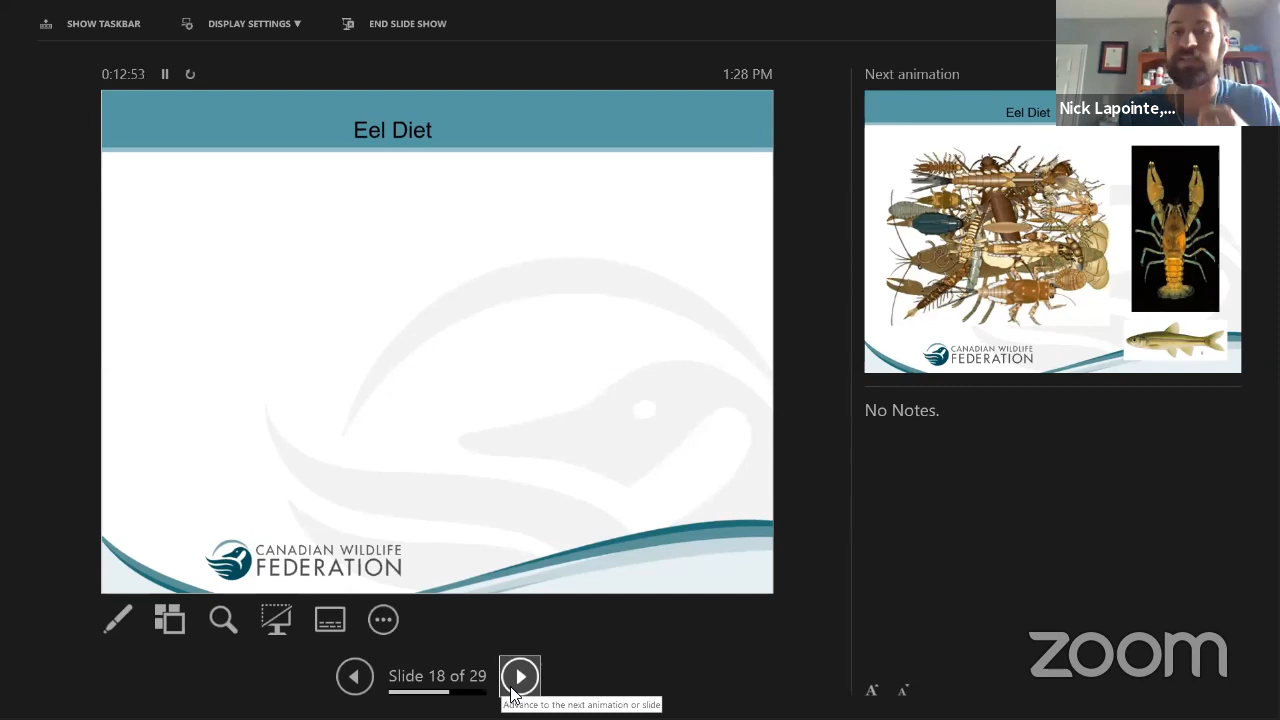 SHOW TASKBAR
DISPLAY SETTINGS ▼
END SLIDE SHOW
0:12:53
1:28 PM
Next animation
Nick Lapointe,...
Eel Diet
Eel Diet
CANADIAN WILDLIFE
FEDERATION
CANADIAN WILDLIFE
FEDERATION
No Notes.
Slide 18 of 29
Advance to the next animation or slide
zoom
A
A